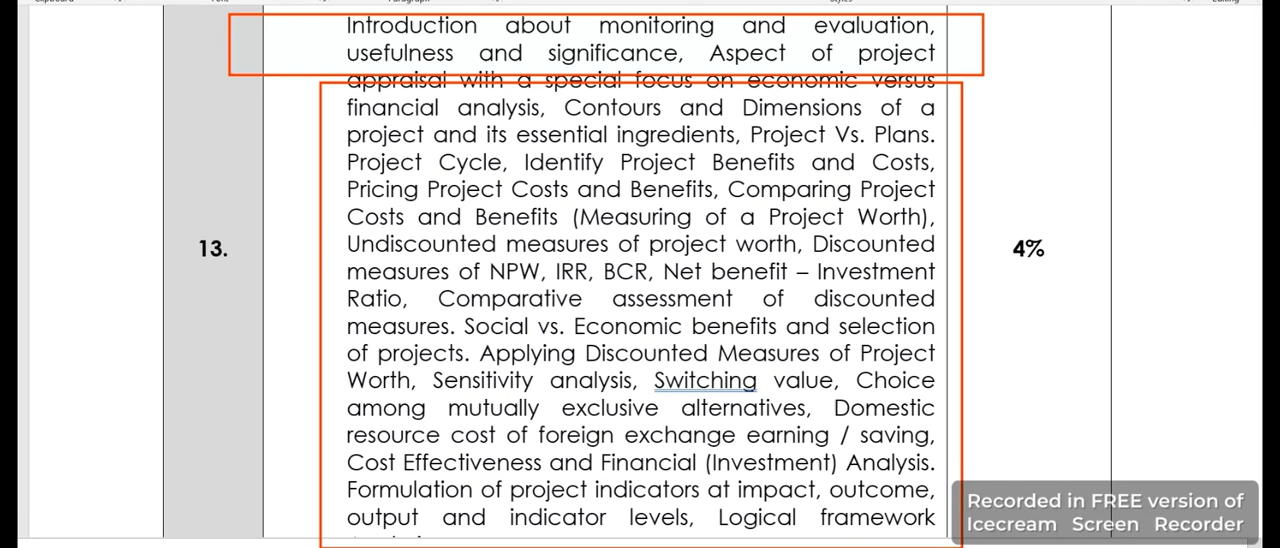 Introduction about monitoring and evaluation,
usefulness and significance, Aspect of project
appraisal with a special focus on economic versus
financial analysis, Contours and Dimensions of a
project and its essential ingredients, Project Vs. Plans.
Project Cycle, Identify Project Benefits and Costs,
Pricing Project Costs and Benefits, Comparing Project
Costs and Benefits (Measuring of a Project Worth),
Undiscounted measures of project worth, Discounted
13.
4%
measures of NPW, IRR, BCR, Net benefit – Investment
Ratio, Comparative assessment of discounted
measures. Social vs. Economic benefits and selection
of projects. Applying Discounted Measures of Project
Worth, Sensitivity analysis, Switching value, Choice
among mutually exclusive alternatives, Domestic
resource cost of foreign exchange earning / saving,
Cost Effectiveness and Financial (Investment) Analysis.
Formulation of project indicators at impact, outcome,
output and indicator levels, Logical framework
Recorded in FREE version of
Icecream Screen Recorder